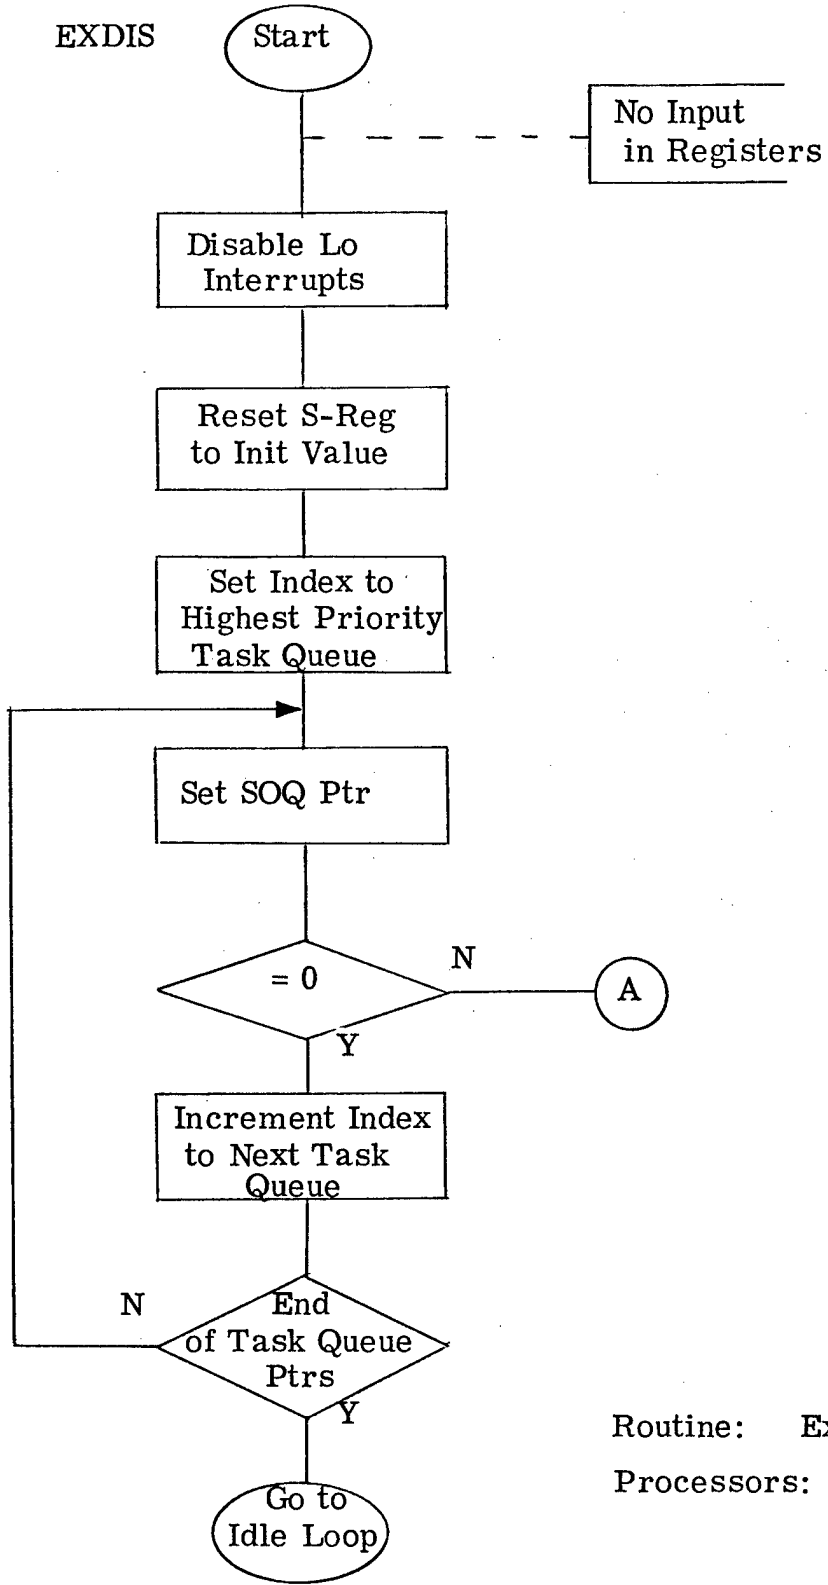 EXDIS
Start
No Input
in Registers
Disable Lo
Interrupts
Reset S-Reg
to Init Value
Set Index to
Highest Priority
Task Queue
Set SOQ Ptr
= 0
N
A
Y
Increment Index
to Next Task
Queue
N
End
of Task Queue
Ptrs
Y
Routine:
Processors:
Go to
Idle Loop